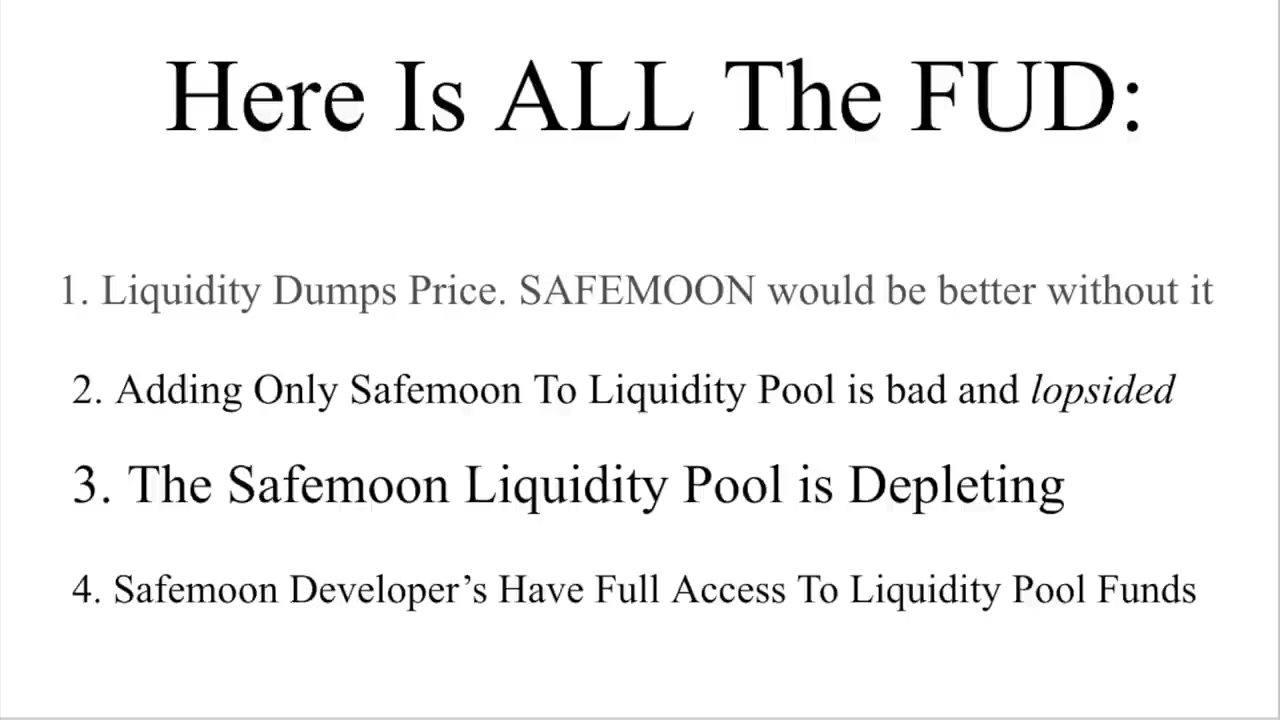 Here Is ALL The FUD:
1. Liquidity Dumps Price. SAFEMOON would be better without it
2. Adding Only Safemoon To Liquidity Pool is bad and lopsided
3. The Safemoon Liquidity Pool is Depleting
4. Safemoon Developer’s Have Full Access To Liquidity Pool Funds